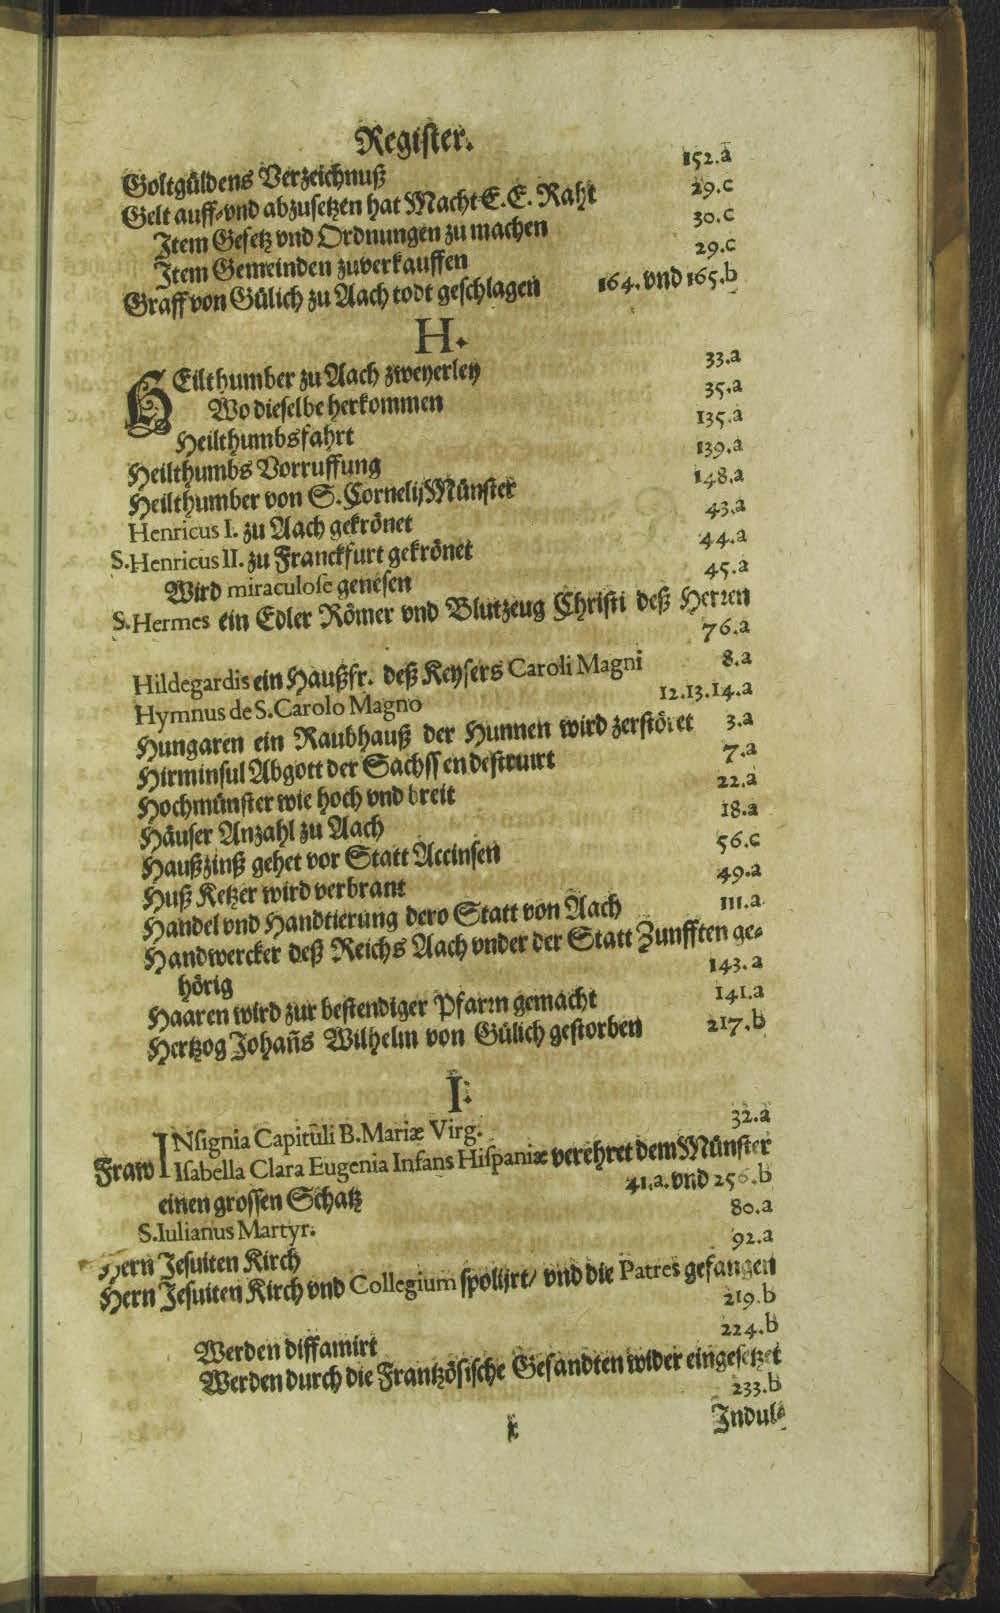 Register.
Goltgůldens Verzeichnuß 152.a
Gelt auff- vnd abzusetzen hat Macht E. E. Raht 29.c
Item Gesetz vnd Ordnungen zu machen 30.c
Item Gemeinden zuverkauffen 29.c
Graff von Gůlich zu Aach todt geschlagen 164. vnd 165.b
H.
HEilthumber zu Aach zweyerley 33.a
Wo dieselbe herkommen 35.a
Heilthumbsfahrt 135.a
Heilthumbs Vorruffung 139.a
Heilthumber von S. Cornelij Můnster 148.a
Henricus I. zu Aach gekrönet 43.a
S. Henricus II. zu Franckfurt gekrönet 44.a
Wird miraculose genesen 45.a
S. Hermes ein Edler Römer vnd Blutzeug Christi deß Herren
76.a
Hildegardis ein Haußfr. deß Keysers Caroli Magni 8.a
Hymnus de S. Carolo Magno 12.13.14.a
Hungaren ein Raubhauß der Hunnen wird zerstöret 3.a
Hirminsul Abgott der Sachssen destruirt 7.a
Hochmůnster wie hoch vnd breit 22.a
Häuser Anzahl zu Aach 18.a
Haußzinß gehet vor Statt Accinsen 56.c
Huß Ketzer wird verbrant 49.a
Handel vnd Handtierung dero Statt von Aach 111.a
Handwercker deß Reichs Aach vnder der Statt Zunfften ge-
hörig 143.a
Haaren wird zur bestendiger Pfarrn gemacht 141.a
Hertzog Johañs Wilhelm von Gůlich gestorben 217.b
I.
INsignia Capituli B. Mariæ Virg. 32.a
Fraw Isabella Clara Eugenia Infans Hispaniæ verehret dem Můnster
einen grossen Schatz 41.a. vnd 256.b
S. Iulianus Martyr. 80.a
Hern Jesuiten Kirch 92.a
Hern Jesuiten Kirch vnd Collegium spolijrt/ vnd die Patres gefangen
219.b
Werden diffamirt 224.b
Werden durch die Frantzösische Gesandten wider eingesetzet
233.b
Indul-